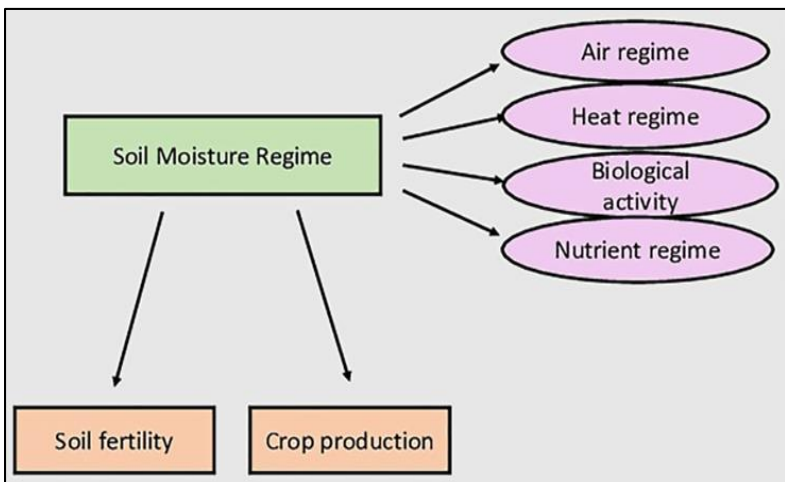 Air regime
Heat regime
Soil Moisture Regime
Biological
activity
Nutrient regime
Soil fertility
Crop production